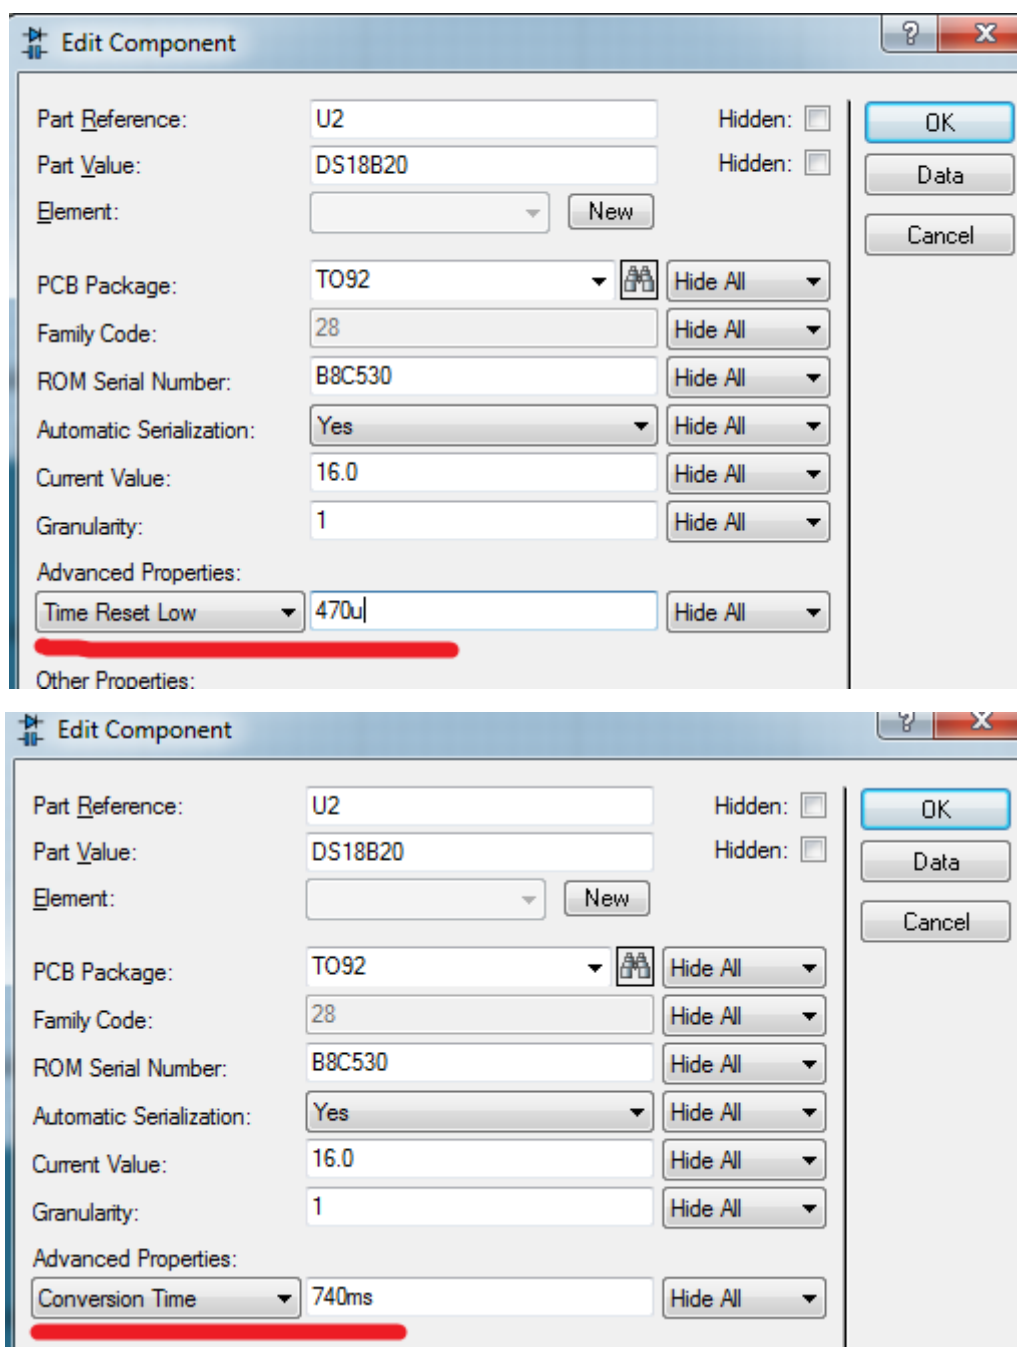 Edit Component ? X
Part Reference: U2 Hidden: OK
Part Value: DS18B20 Hidden: Data
Element: New Cancel
PCB Package: TO92 Hide All
Family Code: 28 Hide All
ROM Serial Number: B8C530 Hide All
Automatic Serialization: Yes Hide All
Current Value: 16.0 Hide All
Granularity: 1 Hide All
Advanced Properties:
Time Reset Low 470u Hide All
Other Properties:
Edit Component ? X
Part Reference: U2 Hidden: OK
Part Value: DS18B20 Hidden: Data
Element: New Cancel
PCB Package: TO92 Hide All
Family Code: 28 Hide All
ROM Serial Number: B8C530 Hide All
Automatic Serialization: Yes Hide All
Current Value: 16.0 Hide All
Granularity: 1 Hide All
Advanced Properties:
Conversion Time 740ms Hide All